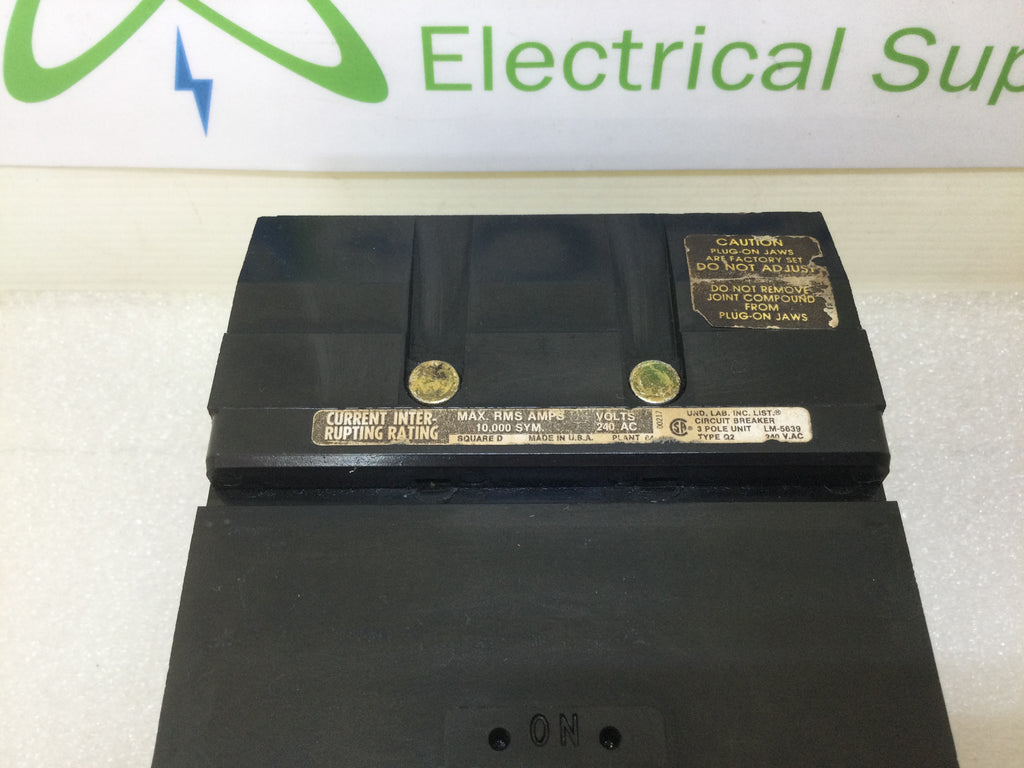 Electrical Sup
CAUTION
PLUG-ON JAWS
ARE FACTORY SET
DO NOT ADJUST
DO NOT REMOVE
JOINT COMPOUND
FROM
PLUG-ON JAWS
CURRENT INTER-
RUPTING RATING
MAX. RMS AMPS VOLTS
10,000 SYM. 240 AC
SQUARE D MADE IN U.S.A. PLANT
UND. LAB. INC. LIST.®
CIRCUIT BREAKER
3 POLE UNIT LM-5639
TYPE Q2 240 V.AC
ON